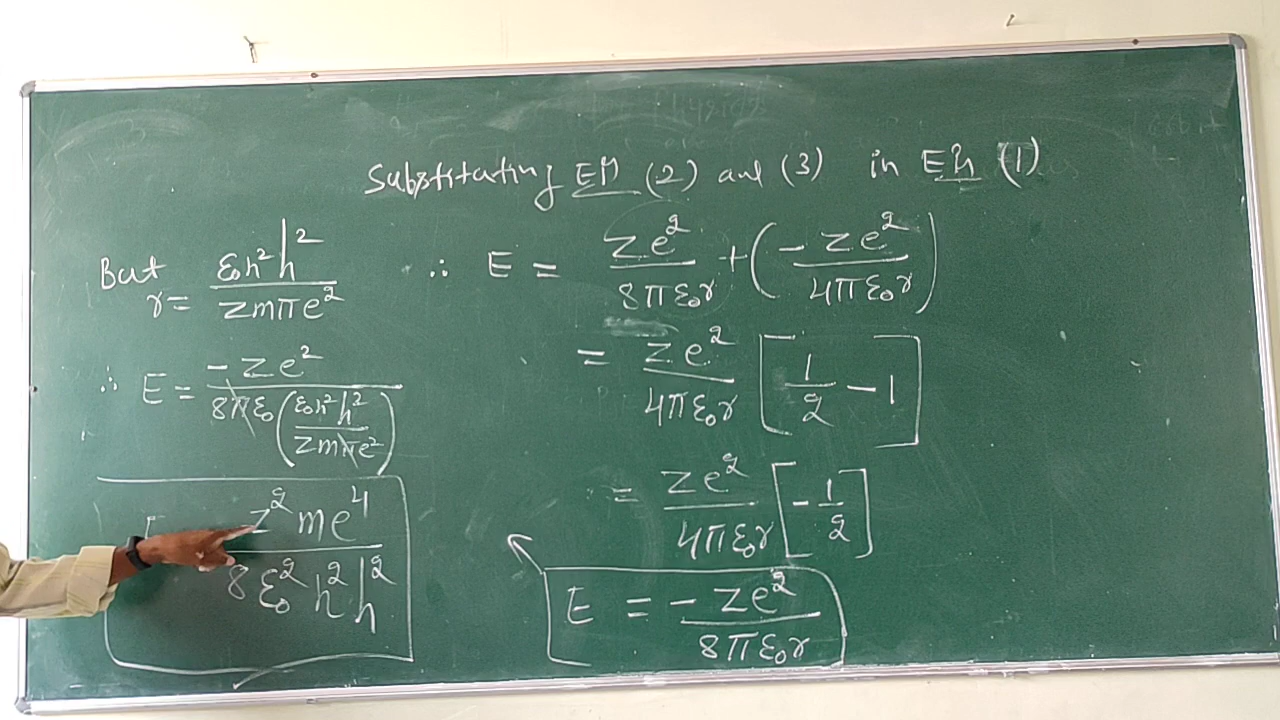 Substituting Eqn (2) and (3) in Eqn (1)
But r = ε₀n²h² / Zmπe²
∴ E = -Ze² / 8πε₀(ε₀n²h² / Zmπe²)
Z²me⁴ / 8ε₀²n²h²
∴ E = Ze² / 8πε₀r + (-Ze² / 4πε₀r)
= Ze² / 4πε₀r [1/2 - 1]
= Ze² / 4πε₀r [-1/2]
E = -Ze² / 8πε₀r